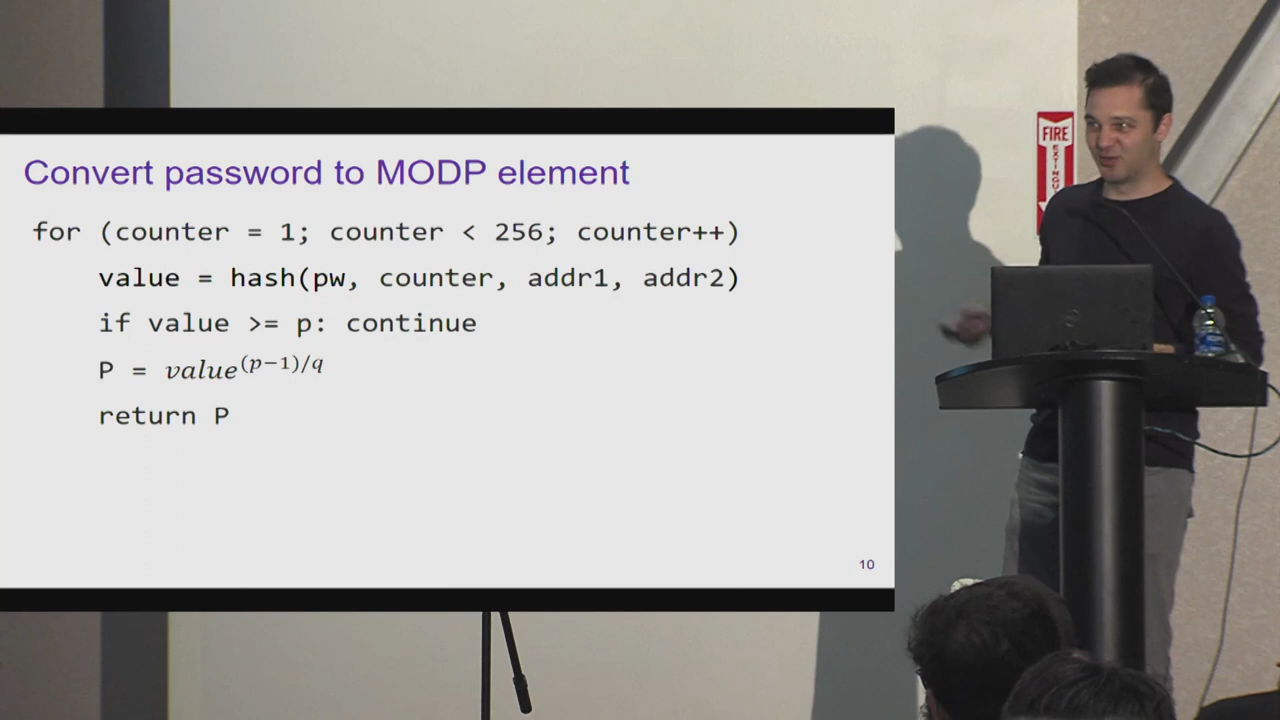 Convert password to MODP element
for (counter = 1; counter < 256; counter++)
value = hash(pw, counter, addr1, addr2)
if value >= p: continue
P = value^(p−1)/q
return P
10
FIRE
EXTINGU